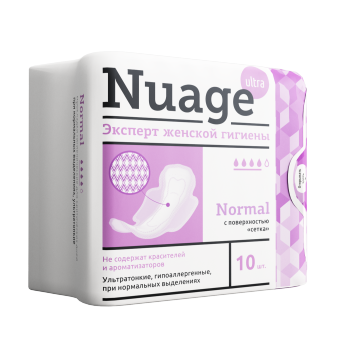 Nuage
ultra
Эксперт женской гигиены
Normal
с поверхностью
«сетка»
Не содержат красителей
и ароматизаторов
Ультратонкие, гипоаллергенные,
при нормальных выделениях
10 шт.
Normal